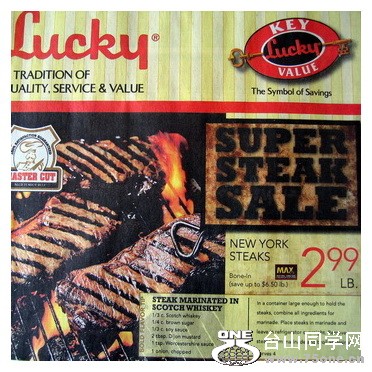 Lucky®
TRADITION OF
UALITY, SERVICE & VALUE
KEY
Lucky
VALUE
The Symbol of Savings
ASTER CUT
SUPER
STEAK
SALE
NEW YORK
STEAKS
Bone-in
(save up to $6.50 lb.)
MAX
2.99
LB.
STEAK MARINATED IN
SCOTCH WHISKEY
1/3 c. Scotch whiskey
1/4 c. brown sugar
1/3 c. soy sauce
2 tbsp. Dijon mustard
1 tsp. Worcestershire sauce
1 onion, chopped
In a container large enough to hold the
steaks, combine all ingredients for
marinade. Place steaks in marinade and
ONE
台山同学网